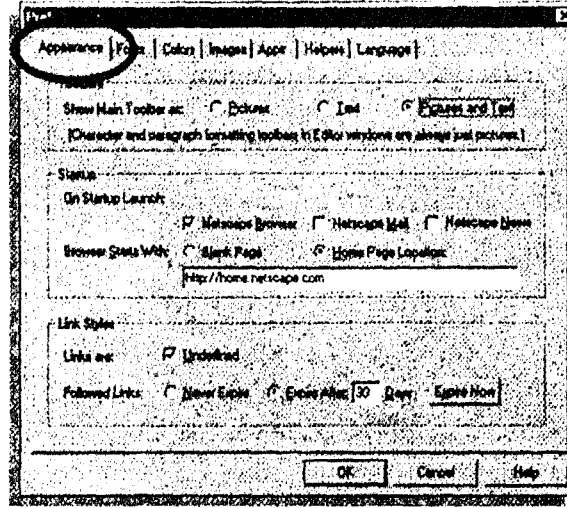 Appearance Fonts Colors Images Apps Helpers Language
Show Main Toolbar as: Pictures Text Pictures and Text
(Character and paragraph formatting toolbars in Editor windows are always just pictures.)
Startup
On Startup Launch:
Netscape Browser Netscape Mail Netscape News
Browser Starts With: Blank Page Home Page Location:
http://home.netscape.com
Link Styles
Links are: Underlined
Followed Links: Never Expire Expire After: 30 Days Expire Now
OK Cancel Help